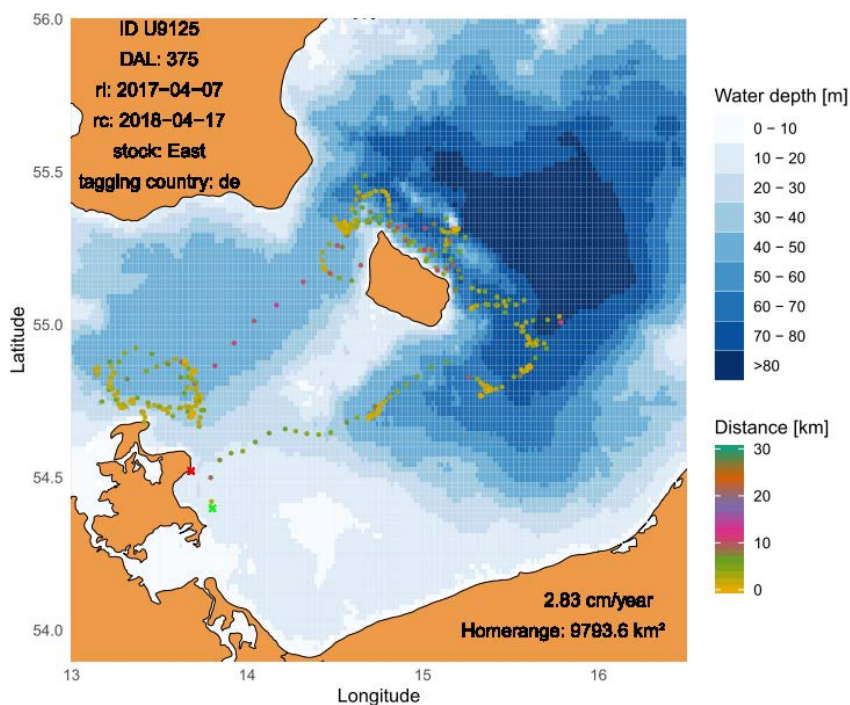 56.0
ID U9125
DAL: 375
rl: 2017−04−07
rc: 2018−04−17
stock: East
tagging country: de
55.5
55.0
54.5
54.0
Latitude
2.83 cm/year
Homerange: 9793.6 km²
13
14
15
16
Longitude
Water depth [m]
0 − 10
10 − 20
20 − 30
30 − 40
40 − 50
50 − 60
60 − 70
70 − 80
>80
Distance [km]
30
20
10
0